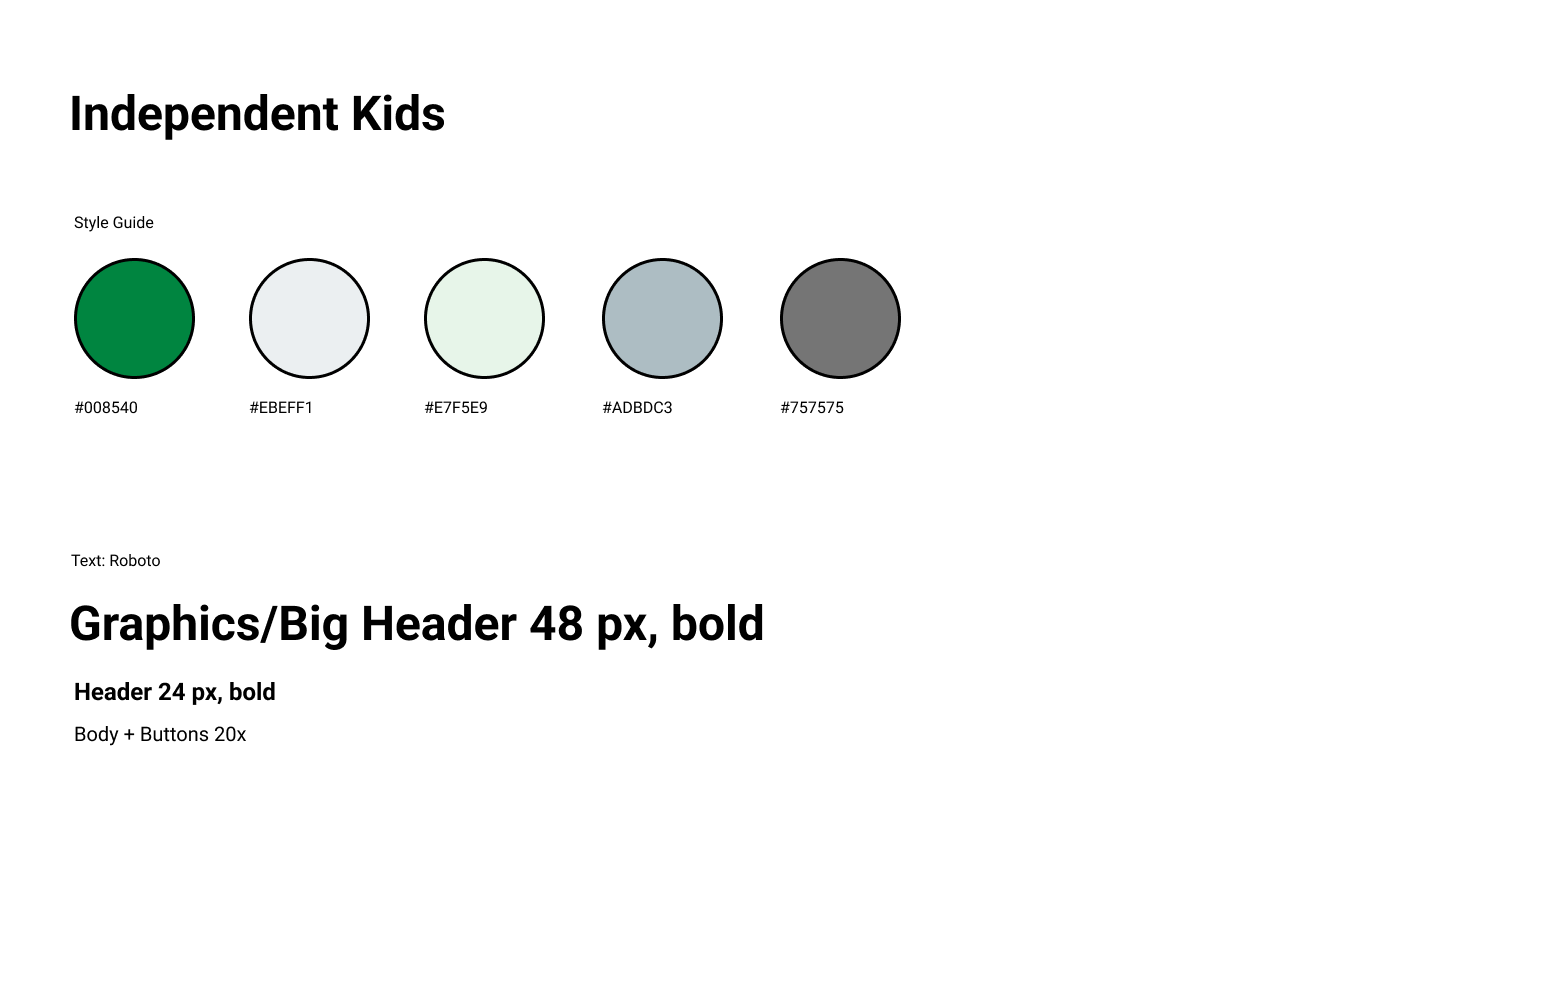 Independent Kids
Style Guide
#008540
#EBEFF1
#E7F5E9
#ADBDC3
#757575
Text: Roboto
Graphics/Big Header 48 px, bold
Header 24 px, bold
Body + Buttons 20x